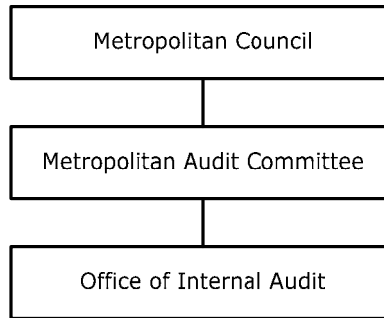 Metropolitan Council
Metropolitan Audit Committee
Office of Internal Audit